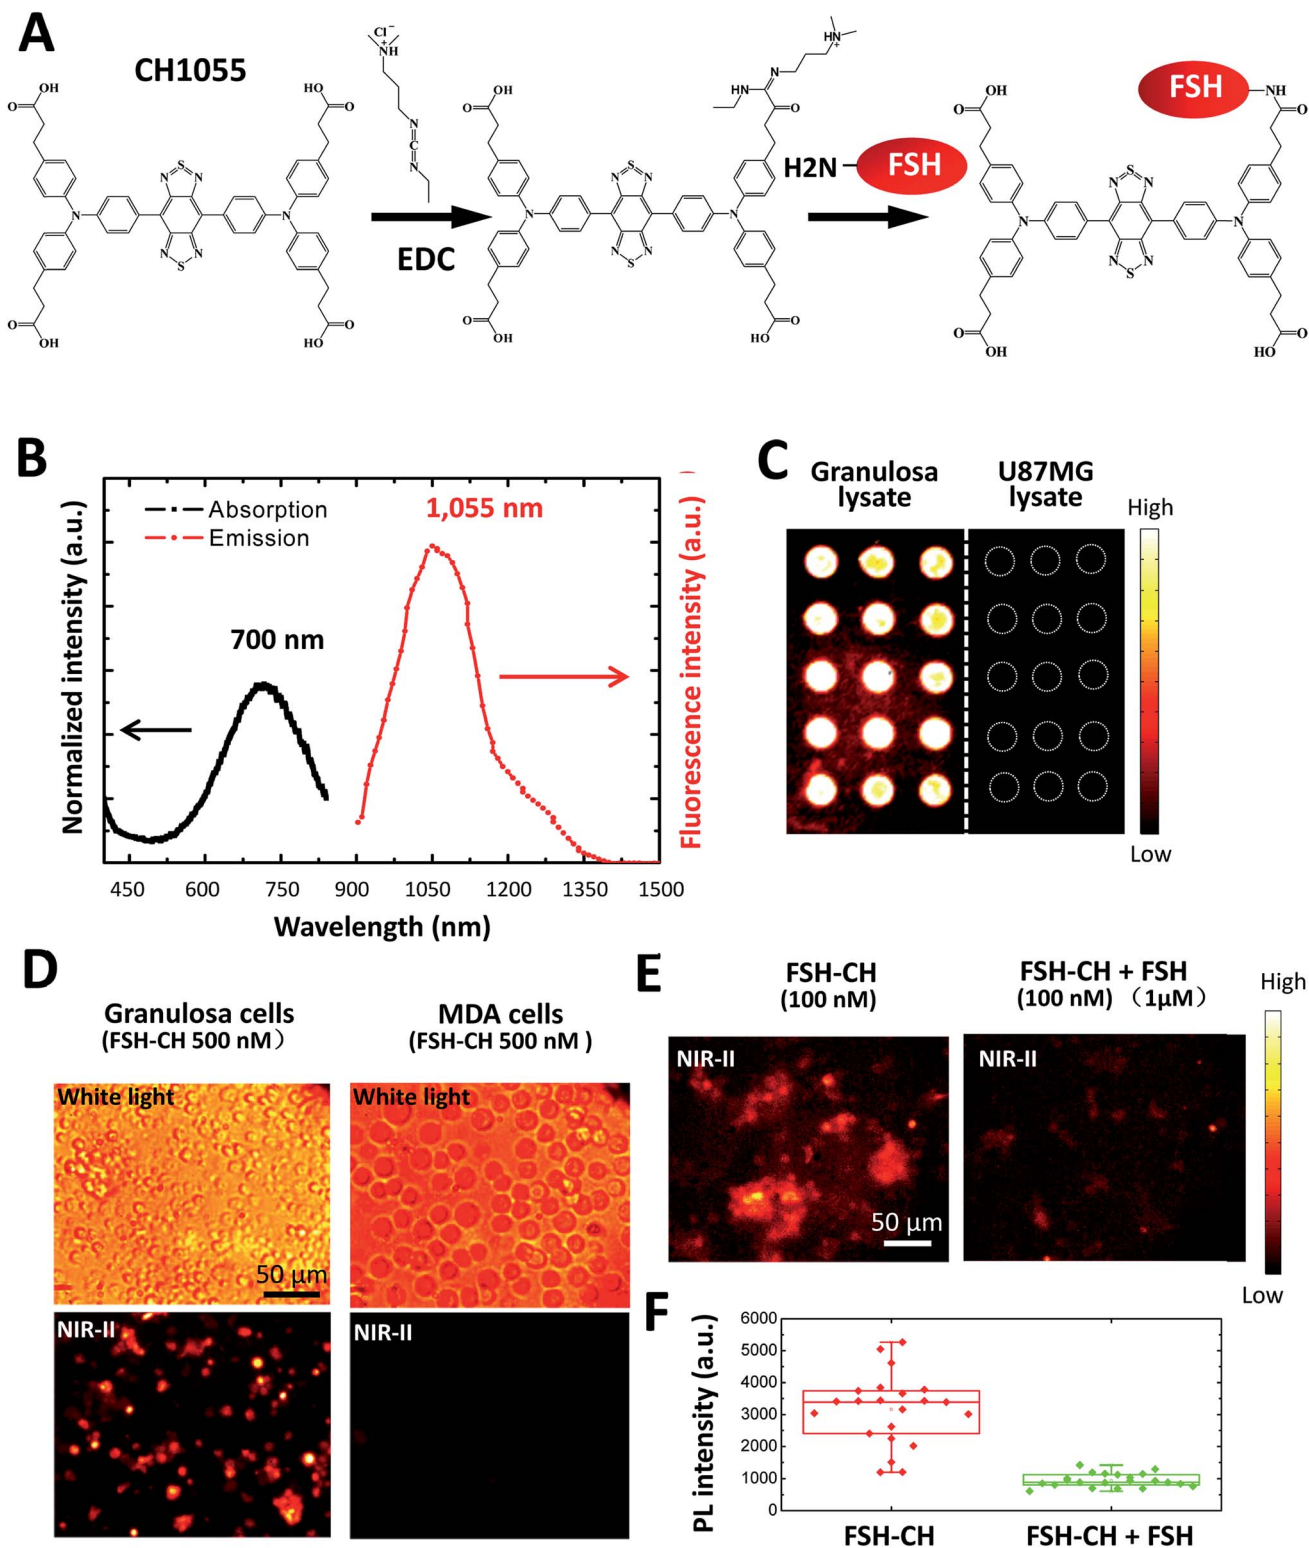 A
CH1055
Cl⁻
+
NH
N
C
N
EDC
OH
O
HO
O
N
S
N
N
N
N
S
N
O
OH
O
HO
HN
+
N
HN
O
OH
O
H2N
FSH
N
S
N
N
N
N
S
N
O
OH
O
HO
FSH
NH
O
OH
O
N
S
N
N
N
N
S
N
O
OH
O
HO
B
Absorption
Emission
1,055 nm
700 nm
Normalized intensity (a.u.)
Fluorescence intensity (a.u.)
450 600 750 900 1050 1200 1350 1500
Wavelength (nm)
C
Granulosa
lysate
U87MG
lysate
High
Low
D
Granulosa cells
(FSH-CH 500 nM)
MDA cells
(FSH-CH 500 nM )
White light
White light
50 μm
NIR-II
NIR-II
E
FSH-CH
(100 nM)
FSH-CH + FSH
(100 nM) (1μM)
High
NIR-II
NIR-II
50 μm
Low
F
PL intensity (a.u.)
6000
5000
4000
3000
2000
1000
0
FSH-CH
FSH-CH + FSH